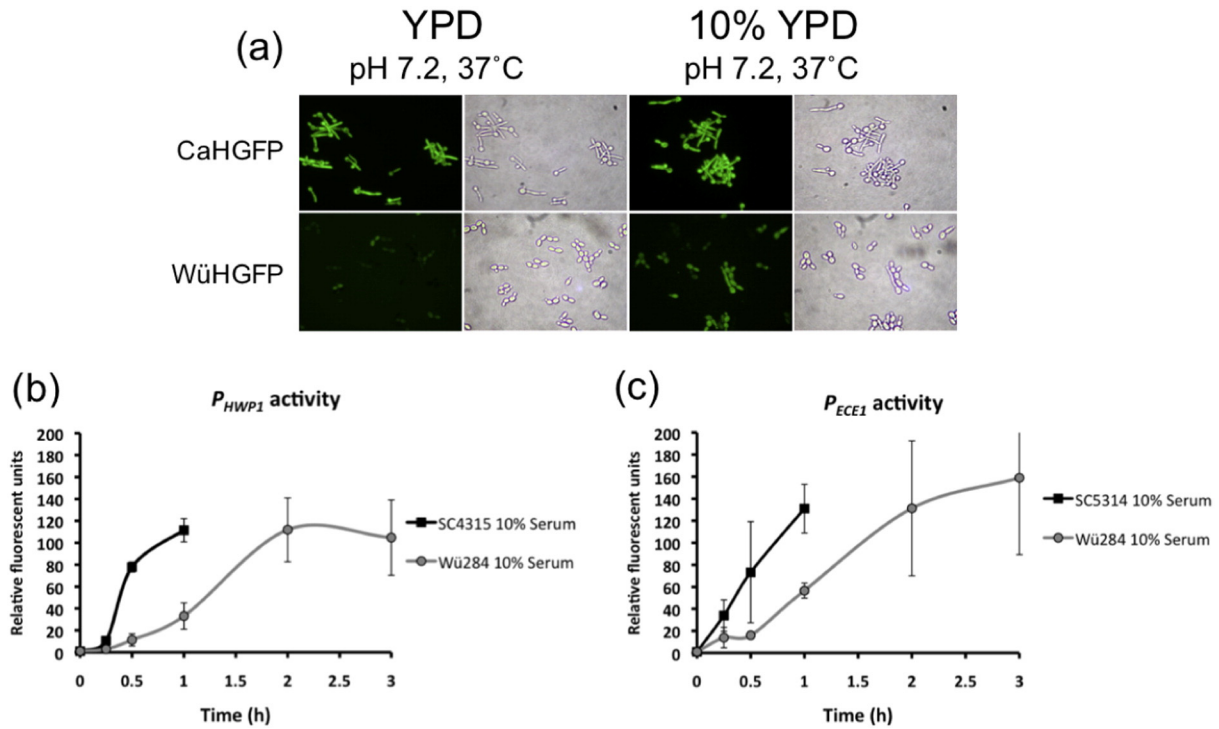 (a)
YPD
10% YPD
pH 7.2, 37˚C
pH 7.2, 37˚C
CaHGFP
WüHGFP
(b)
P_HWP1 activity
Relative fluorescent units
200
180
160
140
120
100
80
60
40
20
0
0 0.5 1 1.5 2 2.5 3
Time (h)
SC4315 10% Serum
Wü284 10% Serum
(c)
P_ECE1 activity
Relative fluorescent units
200
180
160
140
120
100
80
60
40
20
0
0 0.5 1 1.5 2 2.5 3
Time (h)
SC5314 10% Serum
Wü284 10% Serum